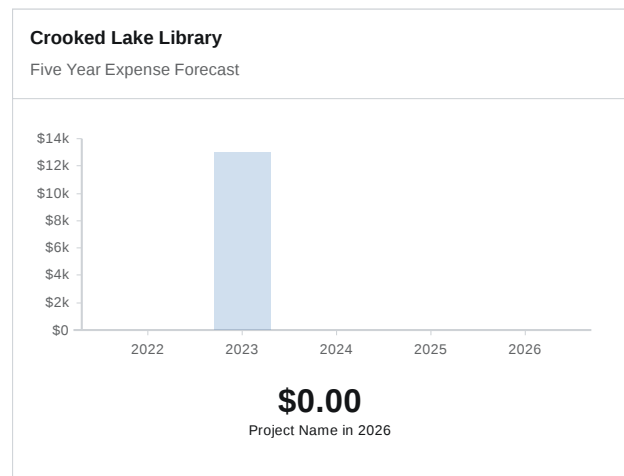 Crooked Lake Library
Five Year Expense Forecast
$14k
$12k
$10k
$8k
$6k
$4k
$2k
$0
2022 2023 2024 2025 2026
$0.00
Project Name in 2026